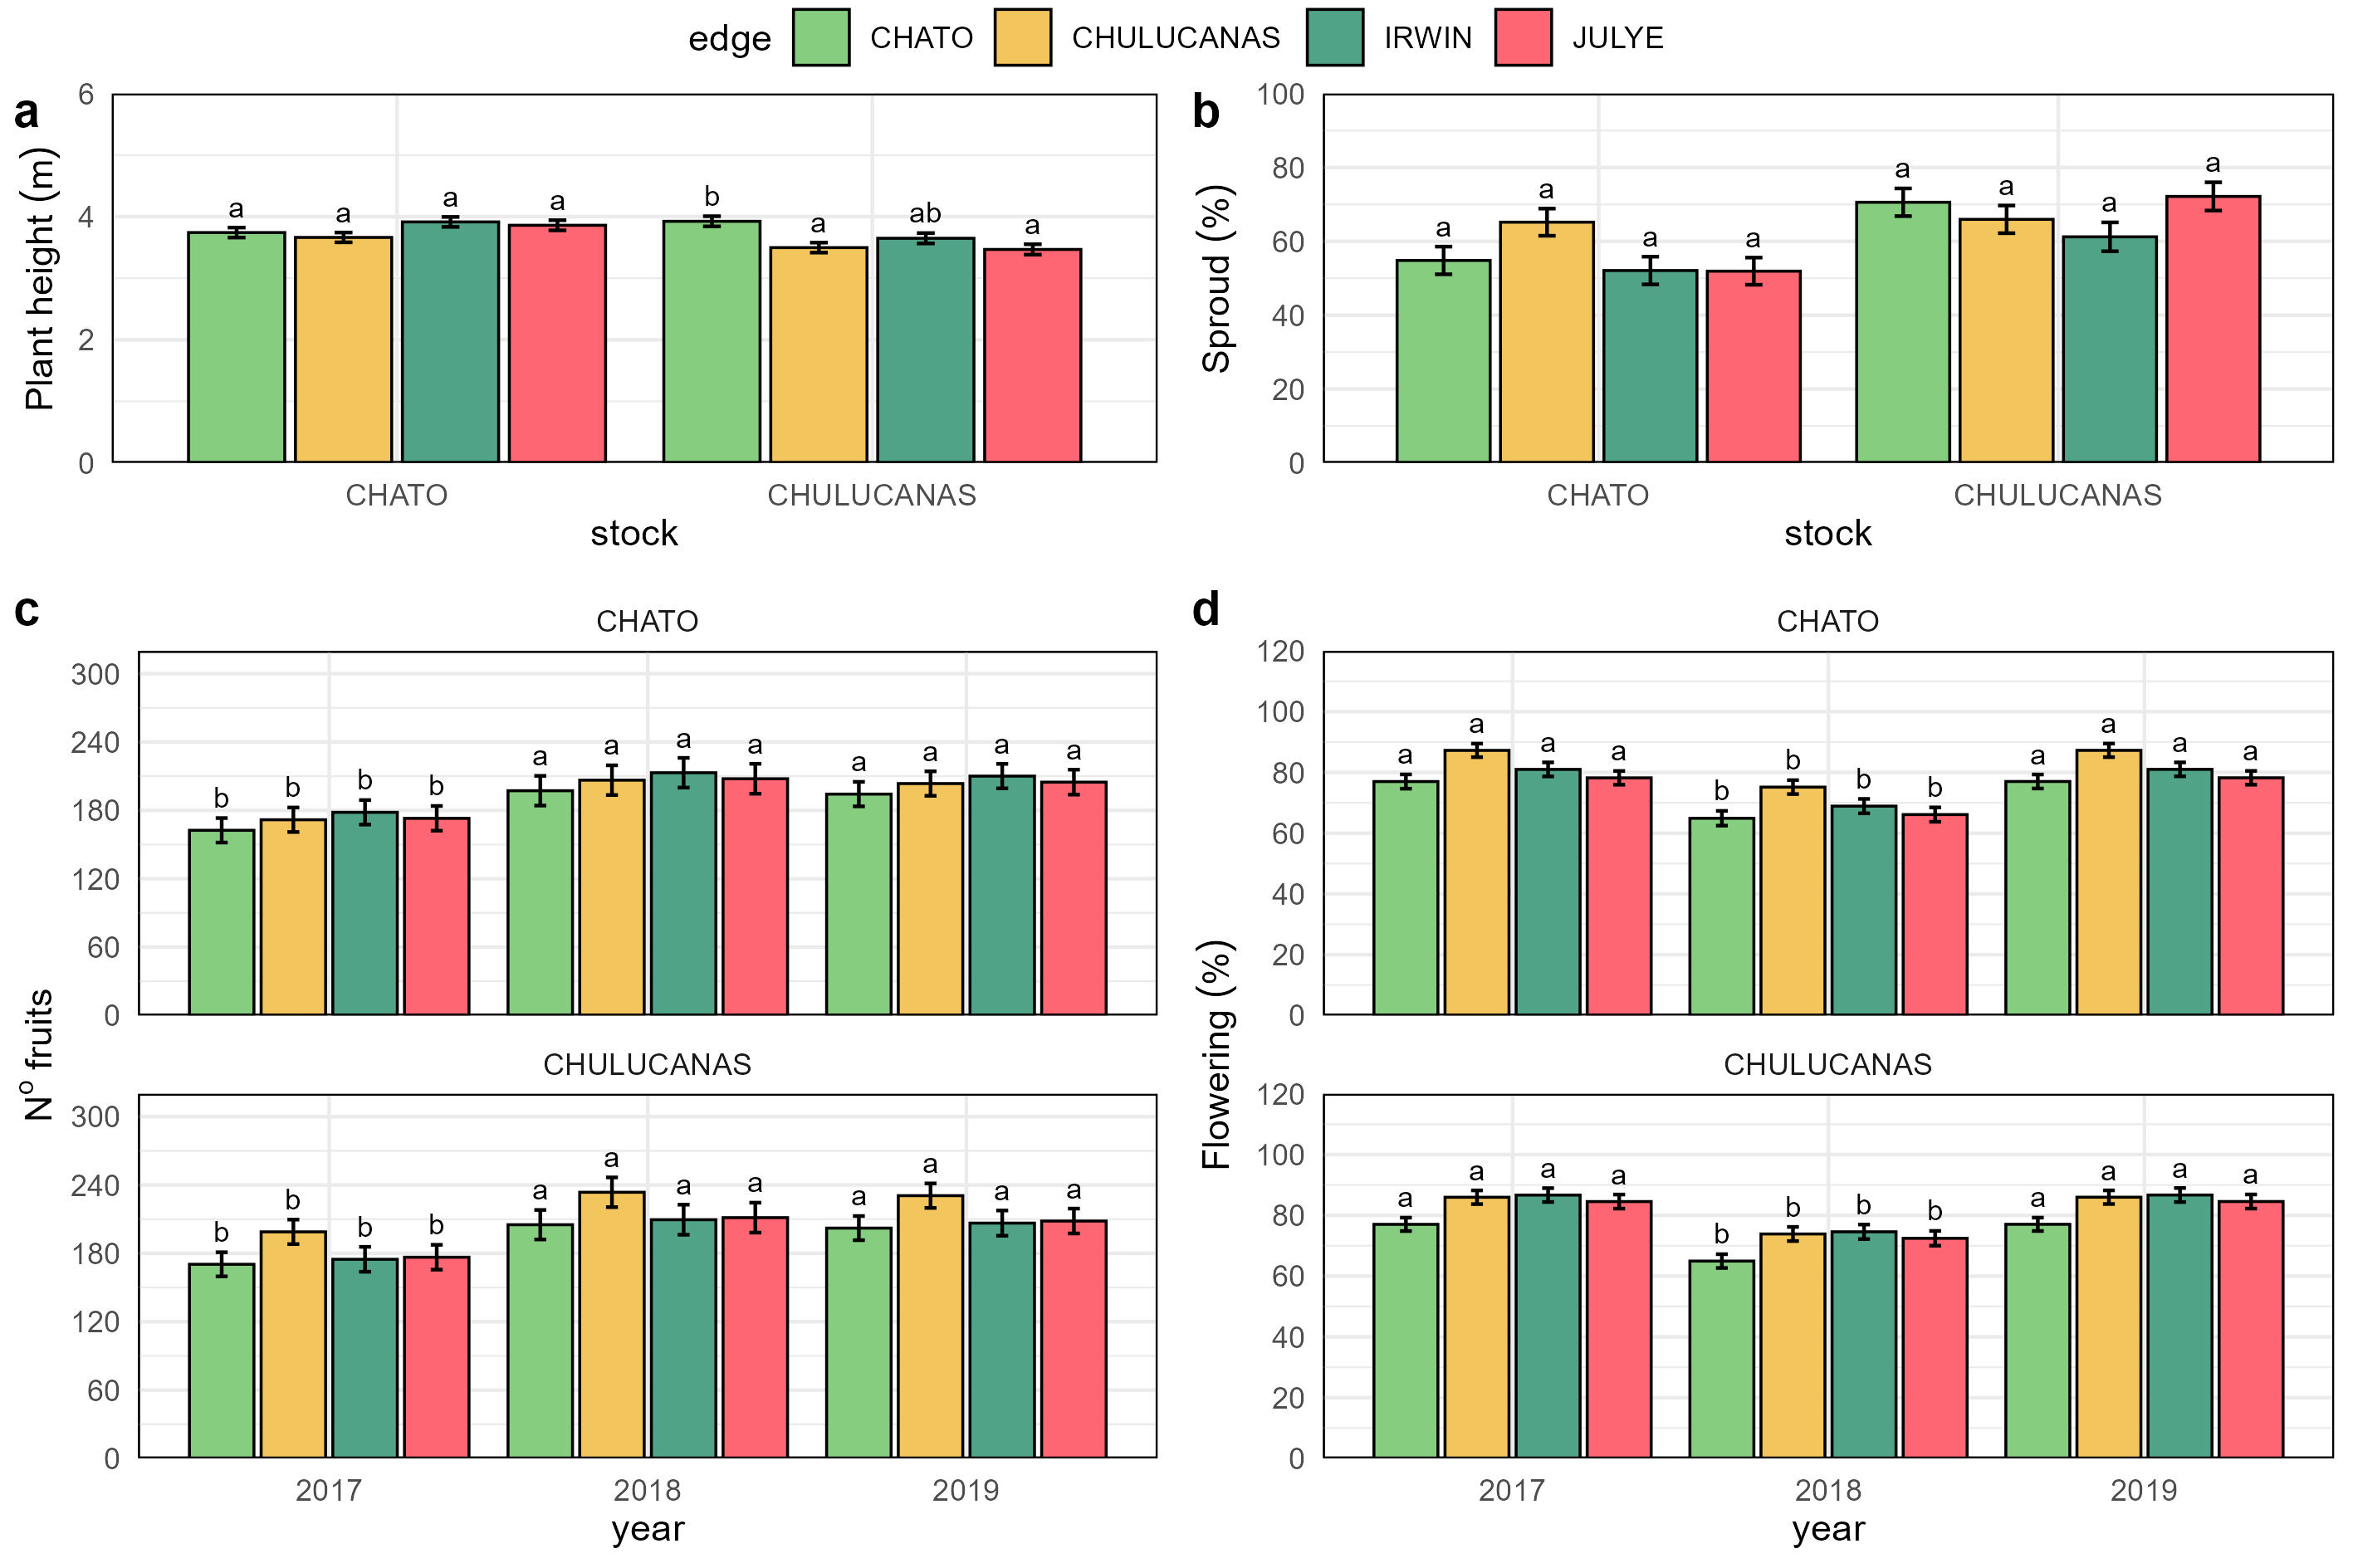 edge CHATO CHULUCANAS IRWIN JULYE
a
Plant height (m)
6
4
2
0
a a a a b a ab a
CHATO CHULUCANAS
stock
b
Sproud (%)
100
80
60
40
20
0
a a a a a a a a
CHATO CHULUCANAS
stock
c
Nº fruits
CHATO
300
240
180
120
60
0
b b b b a a a a a a a a
CHULUCANAS
300
240
180
120
60
0
b b b b a a a a a a a a
2017 2018 2019
year
d
Flowering (%)
CHATO
120
100
80
60
40
20
0
a a a a b b b b a a a a
CHULUCANAS
120
100
80
60
40
20
0
a a a a b b b b a a a a
2017 2018 2019
year